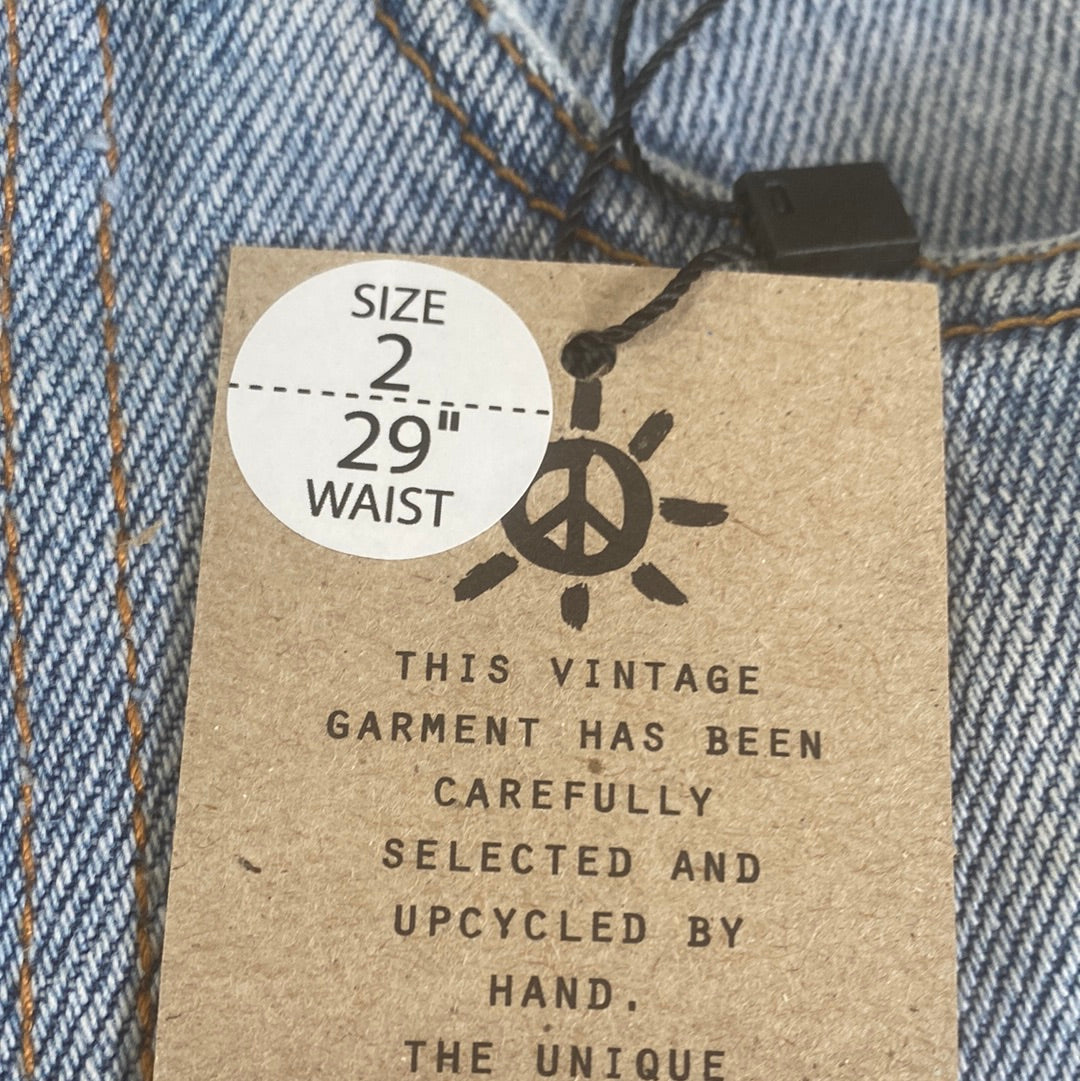 SIZE
2
29"
WAIST
THIS VINTAGE
GARMENT HAS BEEN
CAREFULLY
SELECTED AND
UPCYCLED BY
HAND.
THE UNIQUE